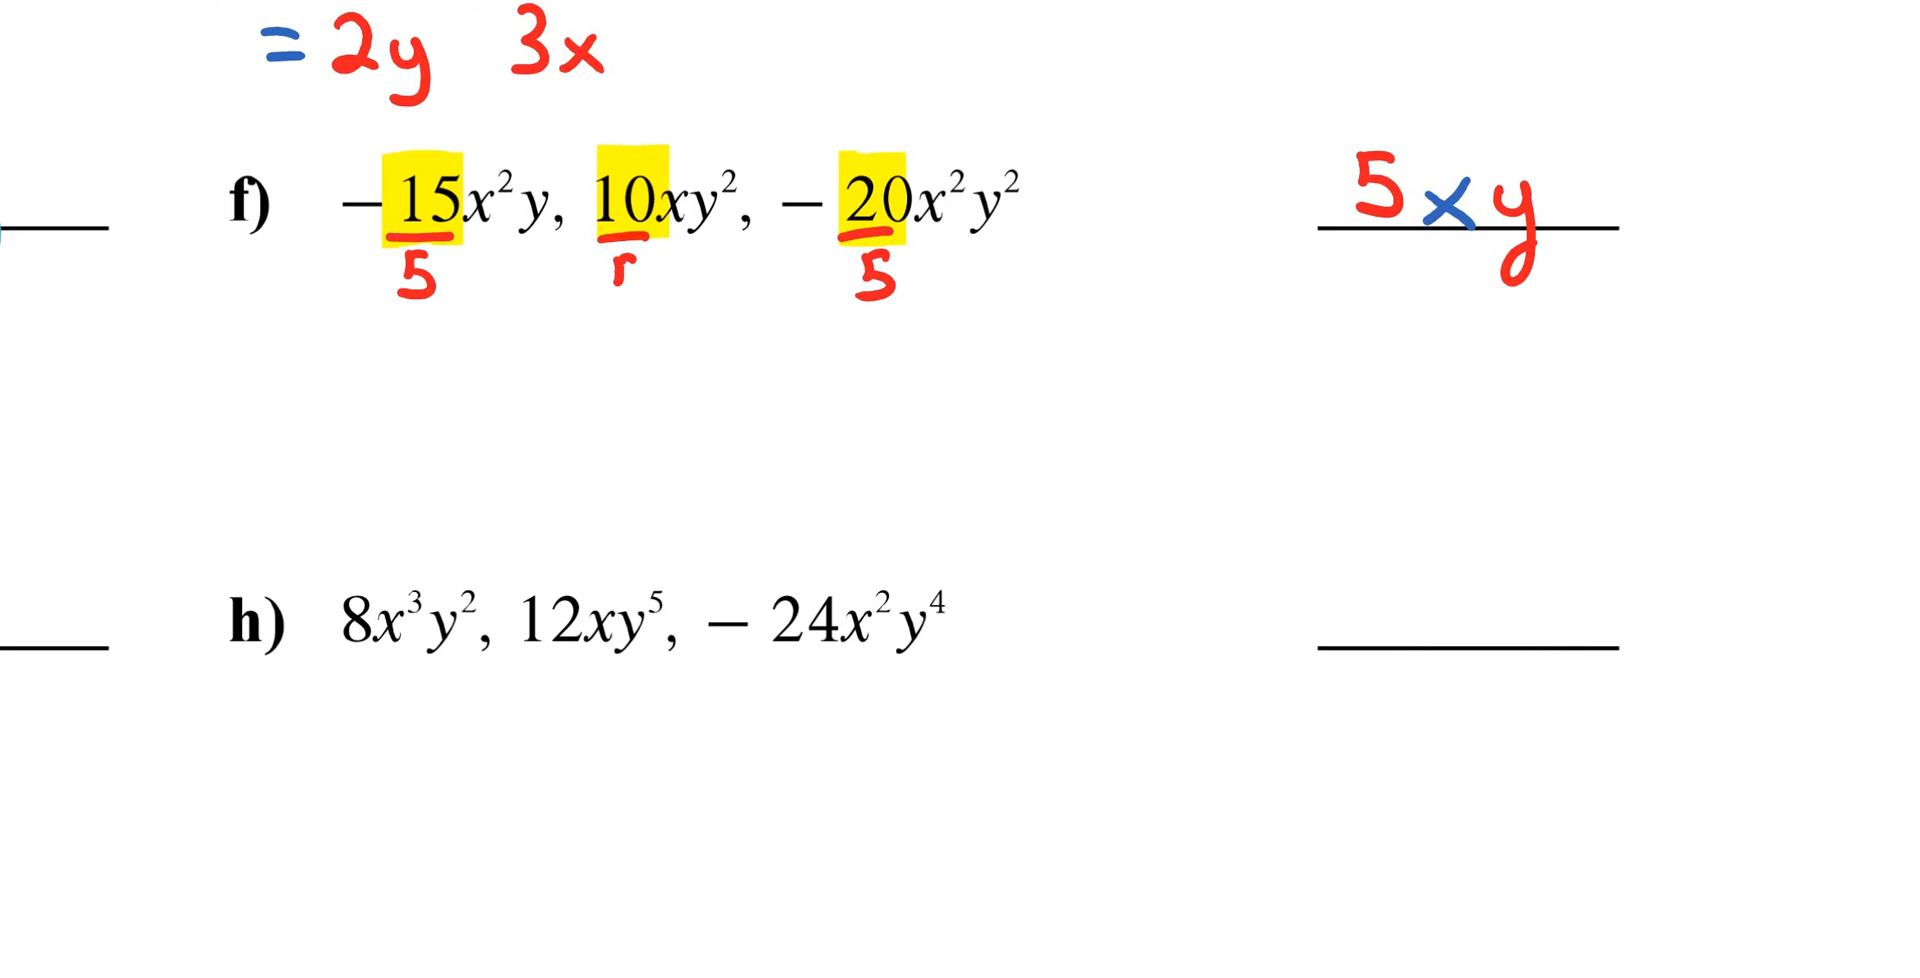 = 2y 3x
f) −15x²y, 10xy², −20x²y² 5xy
5 5
h) 8x³y², 12xy⁵, −24x²y⁴